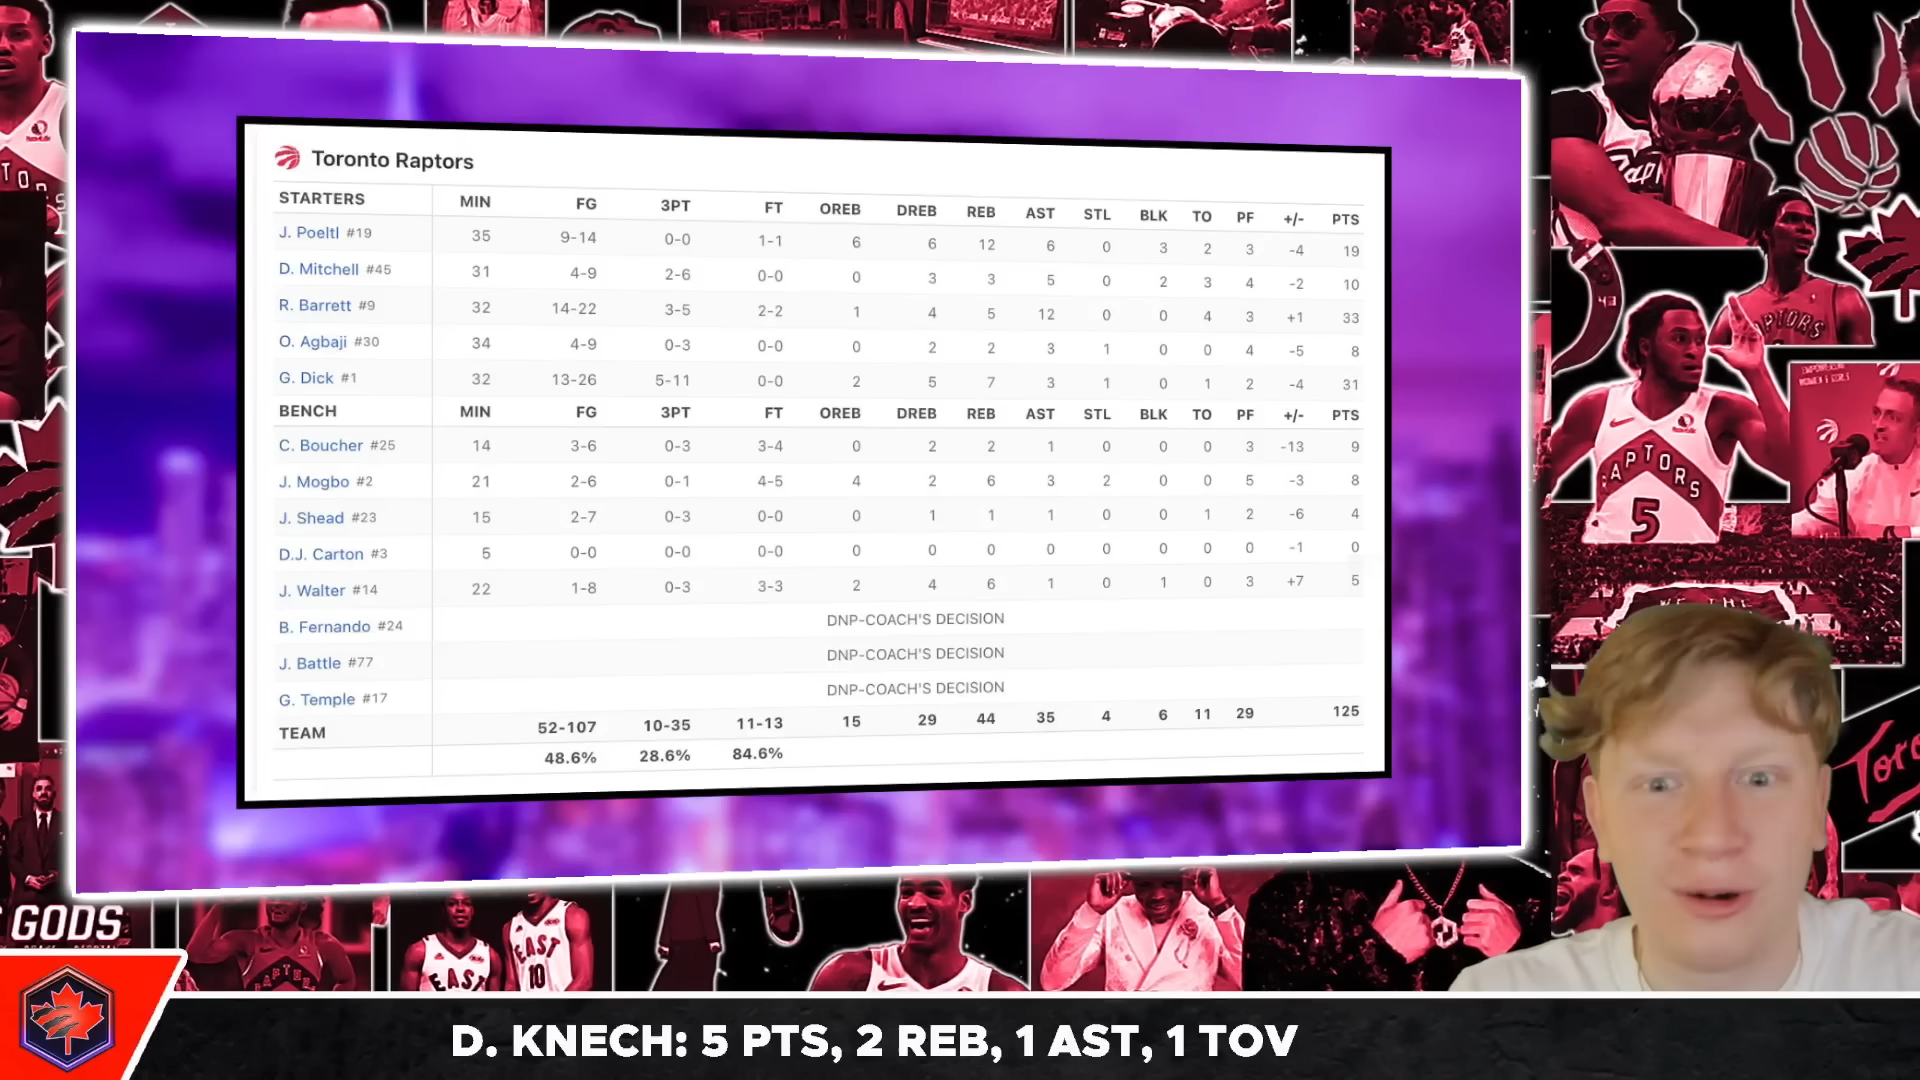 Toronto Raptors
STARTERS MIN FG 3PT FT OREB DREB REB AST STL BLK TO PF +/- PTS
J. Poeltl #19 35 9-14 0-0 1-1 6 6 12 6 0 3 2 3 -4 19
D. Mitchell #45 31 4-9 2-6 0-0 0 3 3 5 0 2 3 4 -2 10
R. Barrett #9 32 14-22 3-5 2-2 1 4 5 12 0 0 4 3 +1 33
O. Agbaji #30 34 4-9 0-3 0-0 0 2 2 3 1 0 0 4 -5 8
G. Dick #1 32 13-26 5-11 0-0 2 5 7 3 1 0 1 2 -4 31
BENCH MIN FG 3PT FT OREB DREB REB AST STL BLK TO PF +/- PTS
C. Boucher #25 14 3-6 0-3 3-4 0 2 2 1 0 0 0 3 -13 9
J. Mogbo #2 21 2-6 0-1 4-5 4 2 6 3 2 0 0 5 -3 8
J. Shead #23 15 2-7 0-3 0-0 0 1 1 1 0 0 1 2 -6 4
D.J. Carton #3 5 0-0 0-0 0-0 0 0 0 0 0 0 0 0 -1 0
J. Walter #14 22 1-8 0-3 3-3 2 4 6 1 0 1 0 3 +7 5
B. Fernando #24 DNP-COACH'S DECISION
J. Battle #77 DNP-COACH'S DECISION
G. Temple #17 DNP-COACH'S DECISION
TEAM 52-107 10-35 11-13 15 29 44 35 4 6 11 29 125
48.6% 28.6% 84.6%
RAPTORS
5
WE THE
GODS
EAST
EAST
10
D. KNECH: 5 PTS, 2 REB, 1 AST, 1 TOV